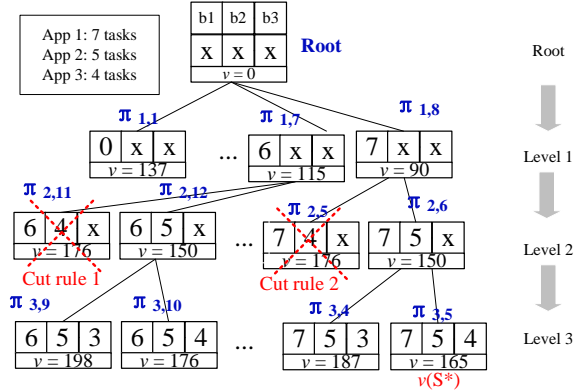 b1 b2 b3
App 1: 7 tasks
App 2: 5 tasks
App 3: 4 tasks
x x x
Root
Root
v = 0
π 1,1
π 1,7
π 1,8
0 x x
...
6 x x
7 x x
Level 1
v = 137
v = 115
v = 90
π 2,11
π 2,12
π 2,5
π 2,6
6 4 x
6 5 x
...
7 4 x
7 5 x
Level 2
v = 176
v = 150
v = 176
v = 150
Cut rule 1
Cut rule 2
π 3,9
π 3,10
π 3,4
π 3,5
6 5 3
6 5 4
...
7 5 3
7 5 4
Level 3
v = 198
v = 176
v = 187
v = 165
v(S*)